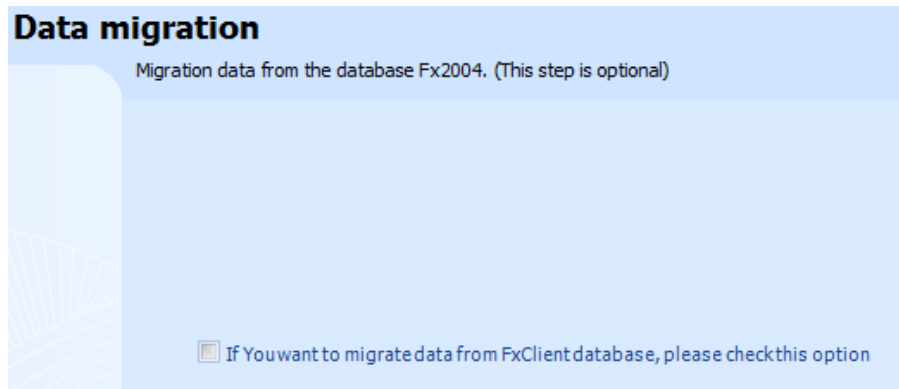 Data migration
Migration data from the database Fx2004. (This step is optional)
If You want to migrate data from FxClient database, please check this option